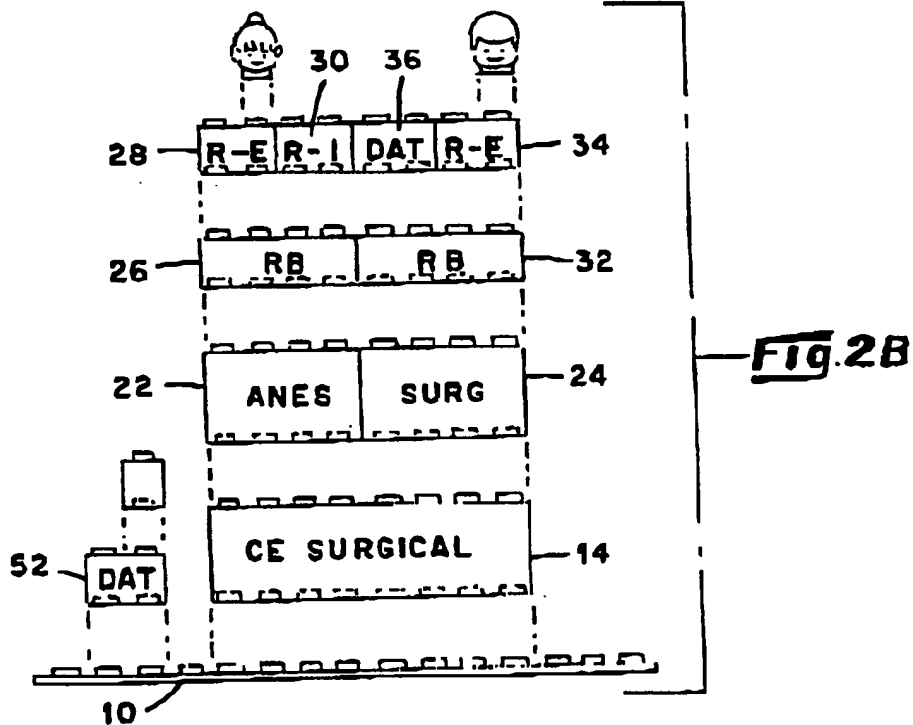 30 36
28 R-E R-I DAT R-E 34
26 RB RB 32
22 ANES SURG 24
Fig. 2B
CE SURGICAL 14
52 DAT
10